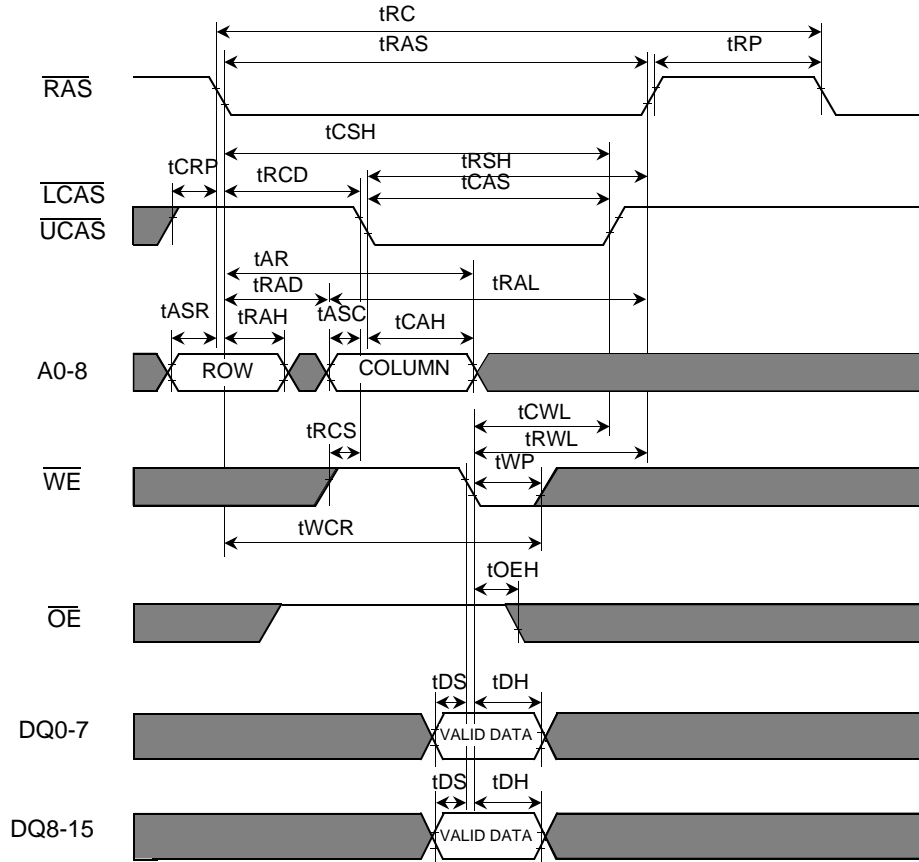 tRC
tRAS
tRP
RAS
tCSH
tRSH
tCRP
tRCD
tCAS
LCAS
UCAS
tAR
tRAD
tRAL
tASR
tRAH
tASC
tCAH
A0-8
ROW
COLUMN
tCWL
tRCS
tRWL
tWP
WE
tWCR
tOEH
OE
tDS
tDH
DQ0-7
VALID DATA
tDS
tDH
DQ8-15
VALID DATA